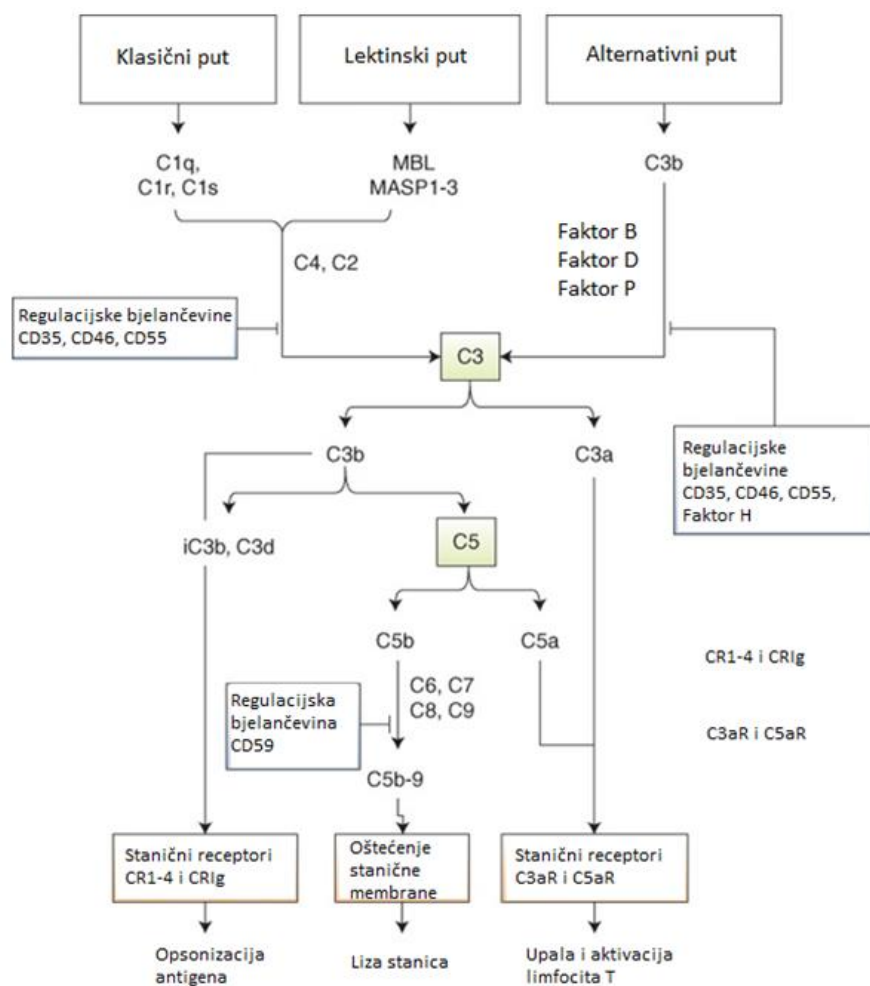 Klasični put
Lektinski put
Alternativni put
C1q,
C1r, C1s
MBL
MASP1-3
C3b
C4, C2
Faktor B
Faktor D
Faktor P
Regulacijske bjelančevine
CD35, CD46, CD55
C3
C3b
C3a
Regulacijske
bjelančevine
CD35, CD46, CD55,
Faktor H
iC3b, C3d
C5
C5b
C5a
CR1-4 i CRIg
C6, C7
C8, C9
Regulacijska
bjelančevina
CD59
C3aR i C5aR
C5b-9
Stanični receptori
CR1-4 i CRIg
Oštećenje
stanične
membrane
Stanični receptori
C3aR i C5aR
Opsonizacija
antigena
Liza stanica
Upala i aktivacija
limfocita T